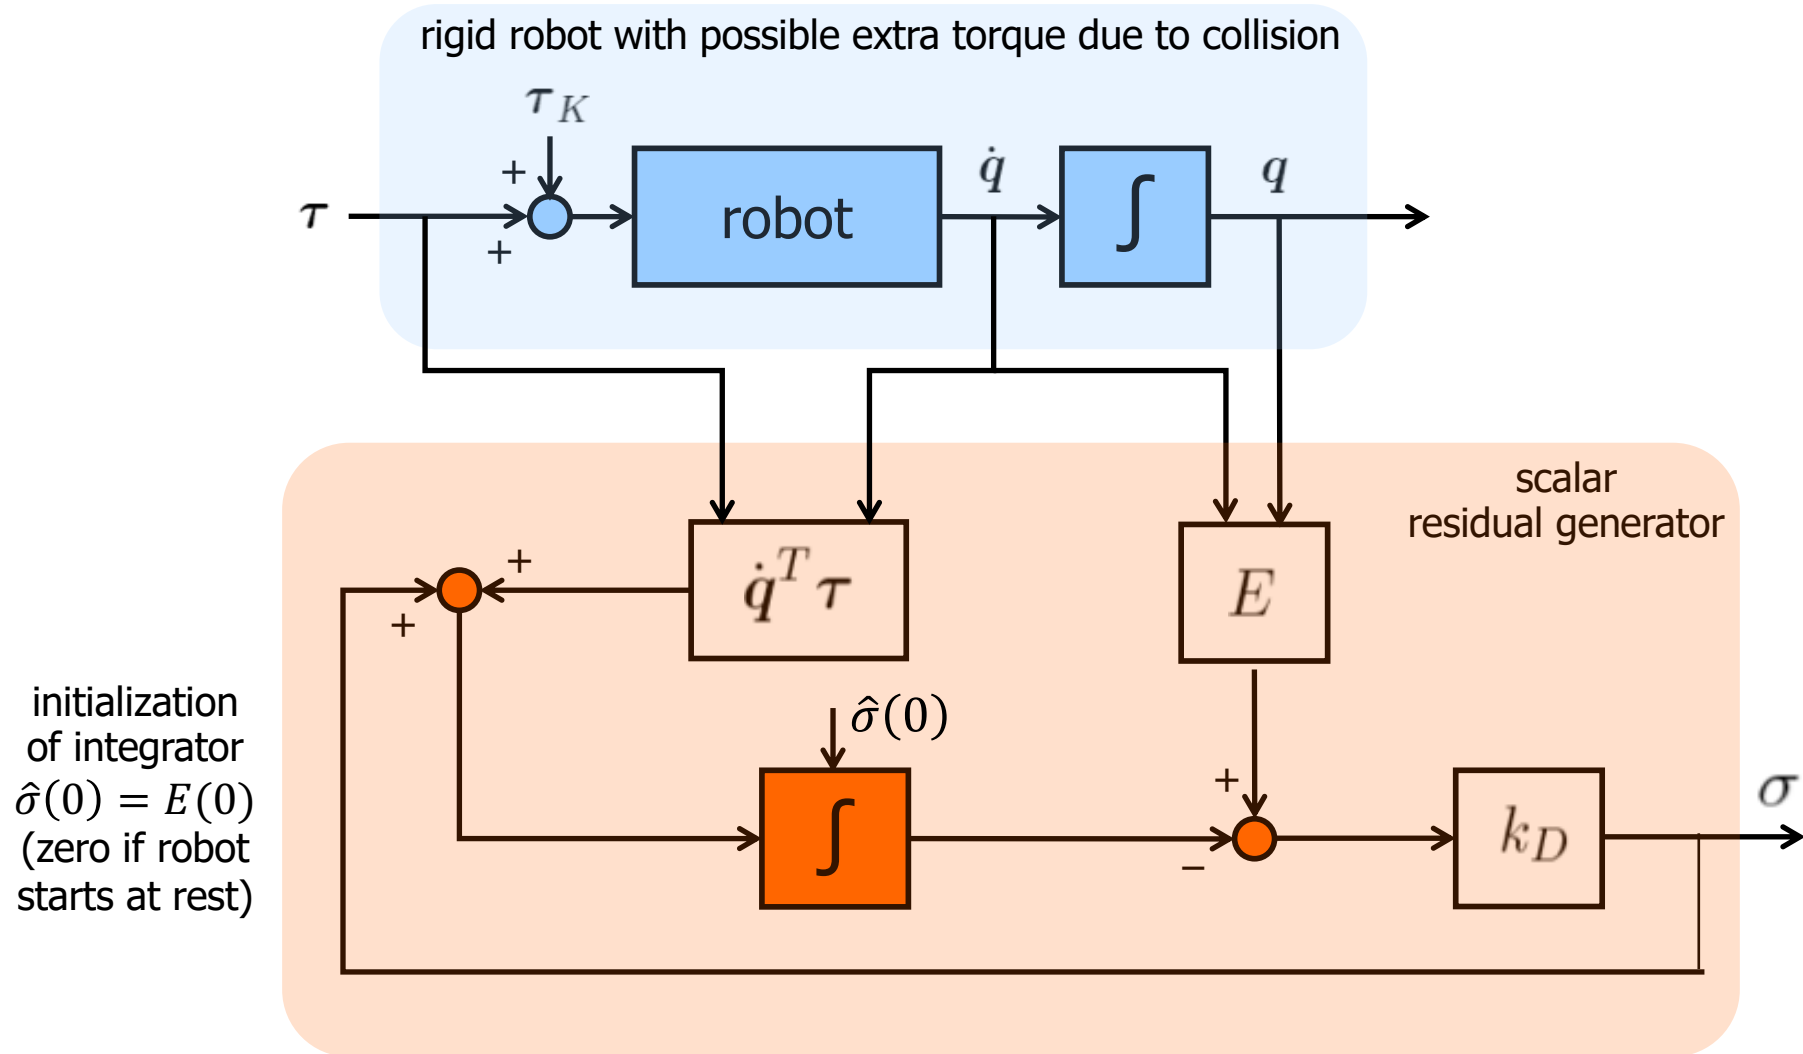 rigid robot with possible extra torque due to collision
τ_K
+
q̇
q
robot
∫
τ
+
scalar
residual generator
+
q̇ᵀ τ
E
+
initialization
of integrator
σ̂(0) = E(0)
(zero if robot
starts at rest)
σ̂(0)
+
∫
−
k_D
σ